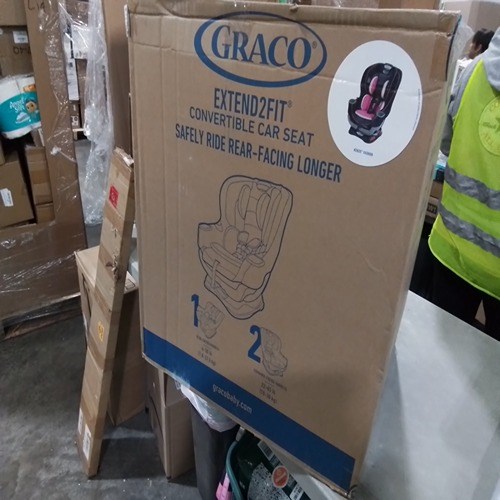 GRACO®
EXTEND2FIT®
CONVERTIBLE CAR SEAT
SAFELY RIDE REAR-FACING LONGER
1
2
gracobaby.com